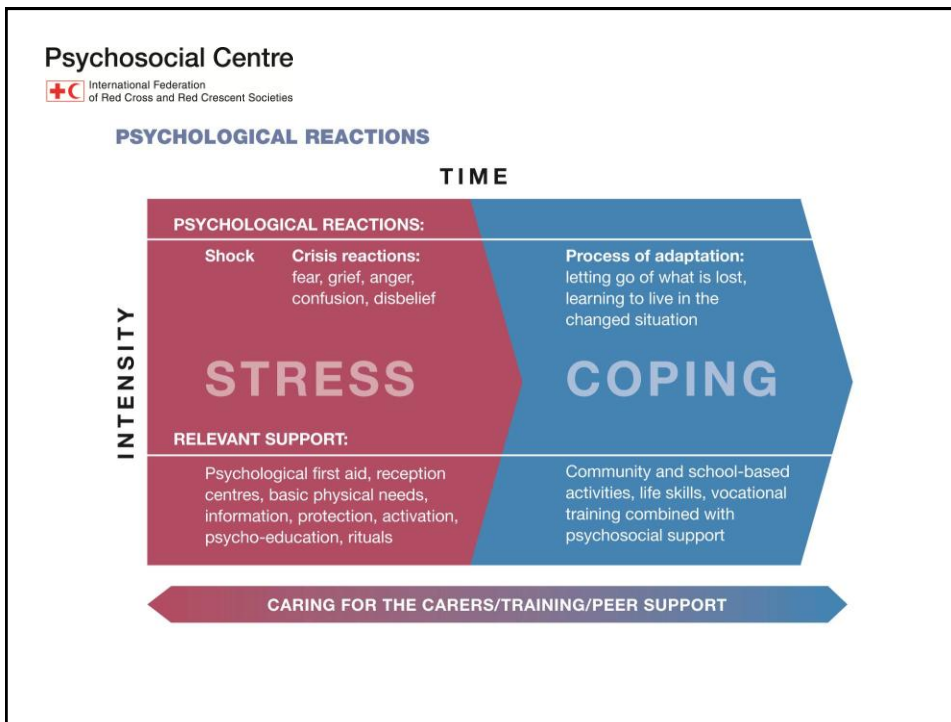 Psychosocial Centre
International Federation
of Red Cross and Red Crescent Societies
PSYCHOLOGICAL REACTIONS
TIME
INTENSITY
PSYCHOLOGICAL REACTIONS:
Shock
Crisis reactions:
fear, grief, anger,
confusion, disbelief
Process of adaptation:
letting go of what is lost,
learning to live in the
changed situation
STRESS
COPING
RELEVANT SUPPORT:
Psychological first aid, reception
centres, basic physical needs,
information, protection, activation,
psycho-education, rituals
Community and school-based
activities, life skills, vocational
training combined with
psychosocial support
CARING FOR THE CARERS/TRAINING/PEER SUPPORT